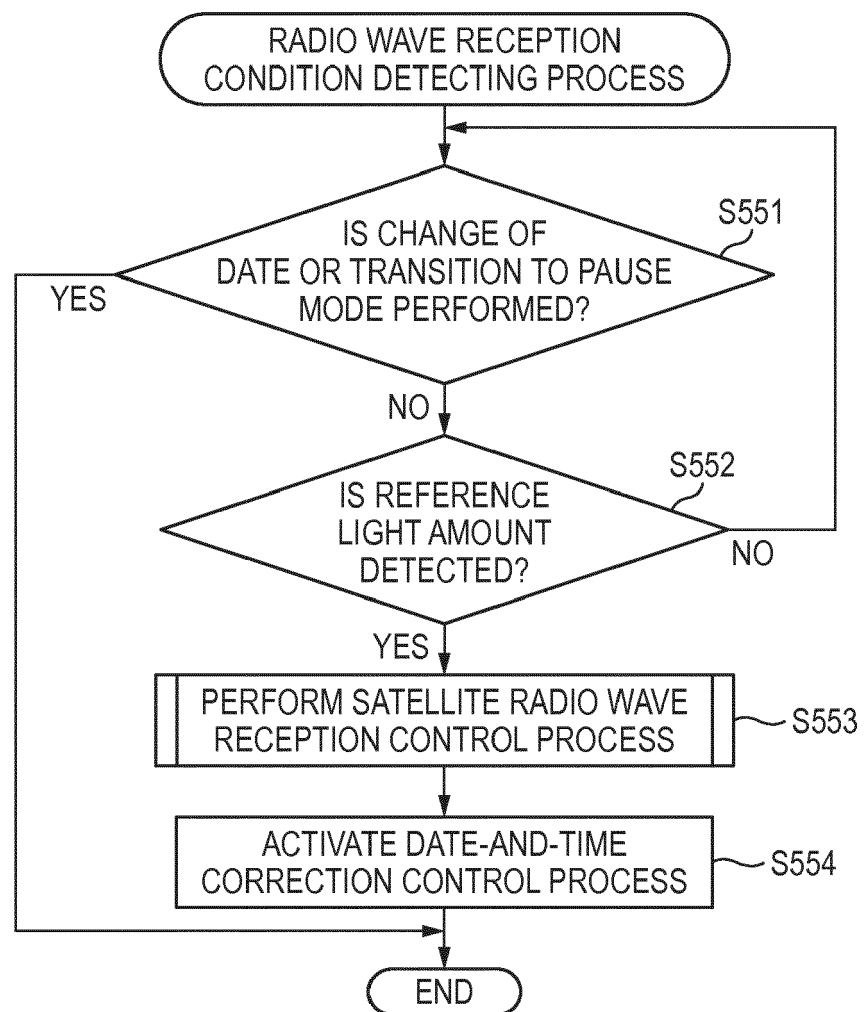 RADIO WAVE RECEPTION
CONDITION DETECTING PROCESS
S551
IS CHANGE OF
DATE OR TRANSITION TO PAUSE
MODE PERFORMED?
YES
NO
S552
IS REFERENCE
LIGHT AMOUNT
DETECTED?
NO
YES
PERFORM SATELLITE RADIO WAVE
RECEPTION CONTROL PROCESS
S553
ACTIVATE DATE-AND-TIME
CORRECTION CONTROL PROCESS
S554
END